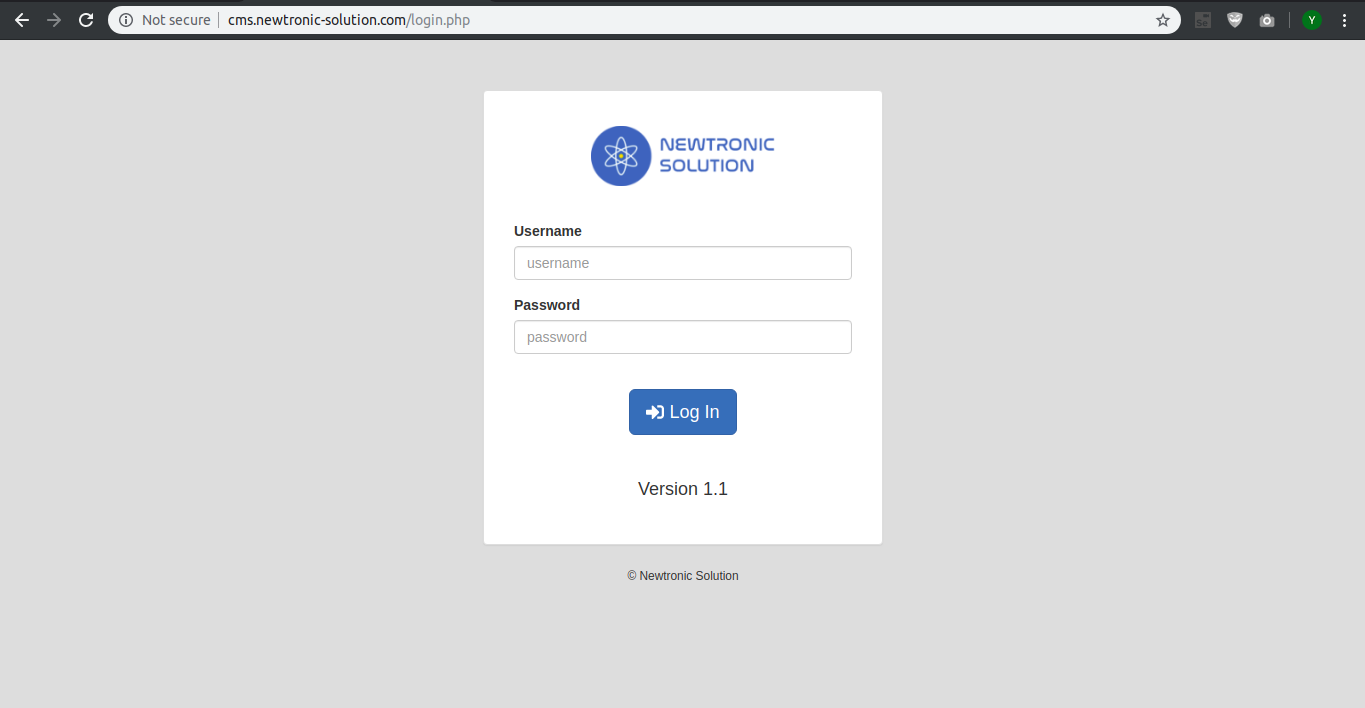 Not secure cms.newtronic-solution.com/login.php Y
NEWTRONIC
SOLUTION
Username
username
Password
password
Log In
Version 1.1
© Newtronic Solution